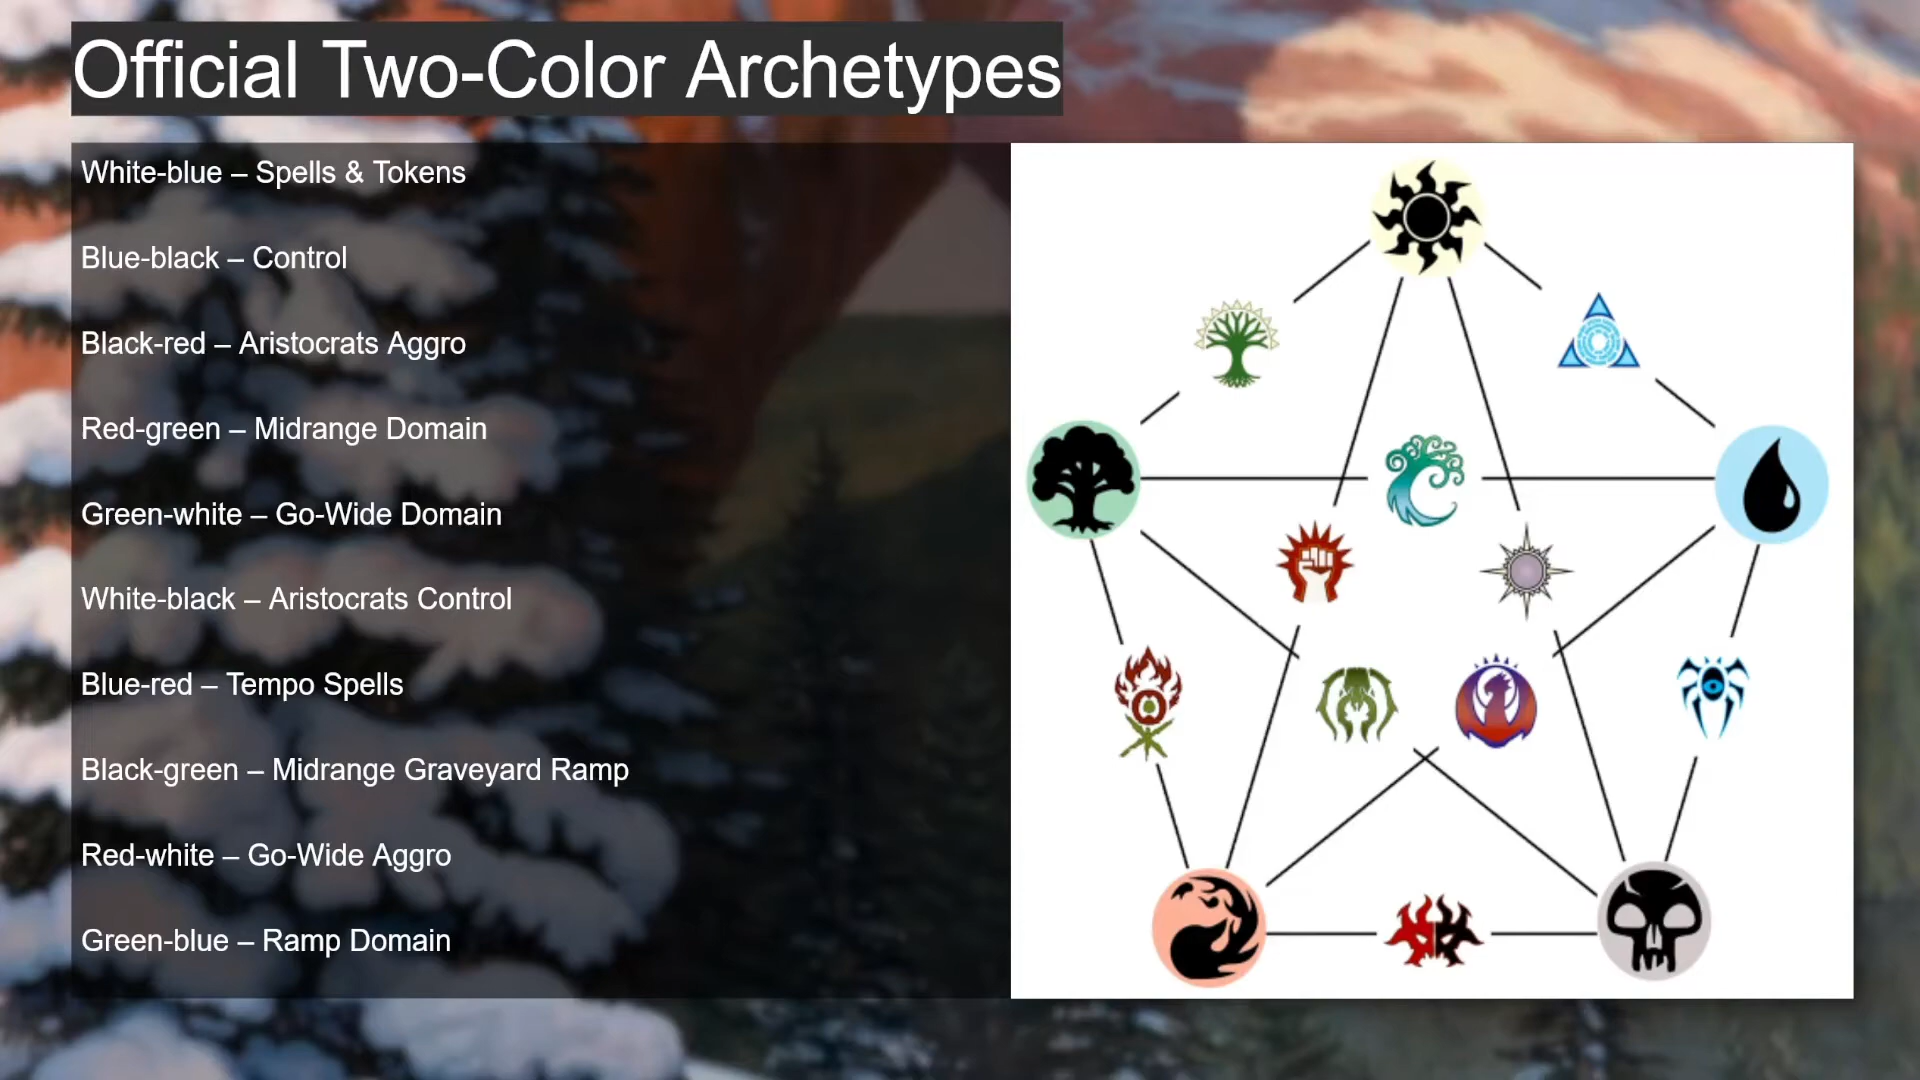 Official Two-Color Archetypes
White-blue – Spells & Tokens
Blue-black – Control
Black-red – Aristocrats Aggro
Red-green – Midrange Domain
Green-white – Go-Wide Domain
White-black – Aristocrats Control
Blue-red – Tempo Spells
Black-green – Midrange Graveyard Ramp
Red-white – Go-Wide Aggro
Green-blue – Ramp Domain